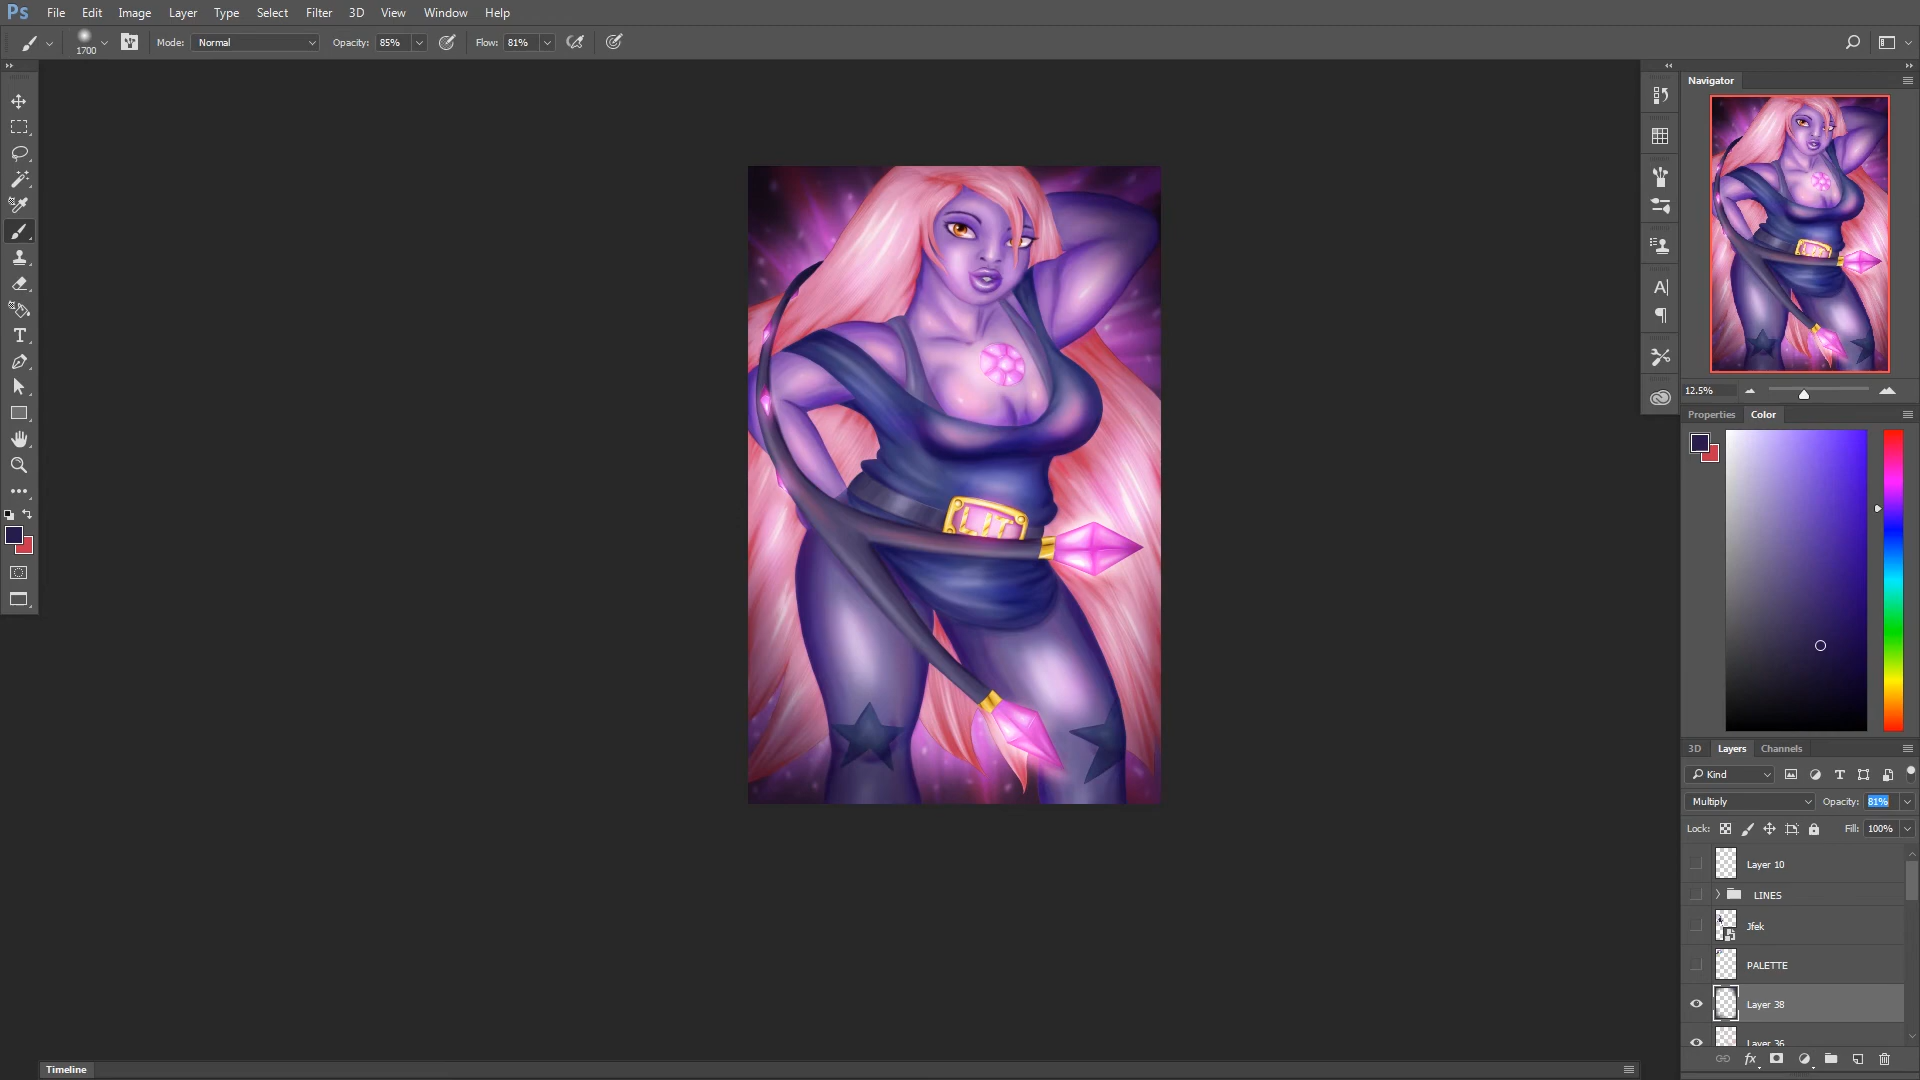 Ps File Edit Image Layer Type Select Filter 3D View Window Help
1700 Mode: Normal Opacity: 85% Flow: 81%
Navigator
12.5%
Properties Color
LIT
3D Layers Channels
Kind
Multiply Opacity: 81%
Lock: Fill: 100%
Layer 10
LINES
Jfek
PALETTE
Layer 38
Layer 36
Timeline